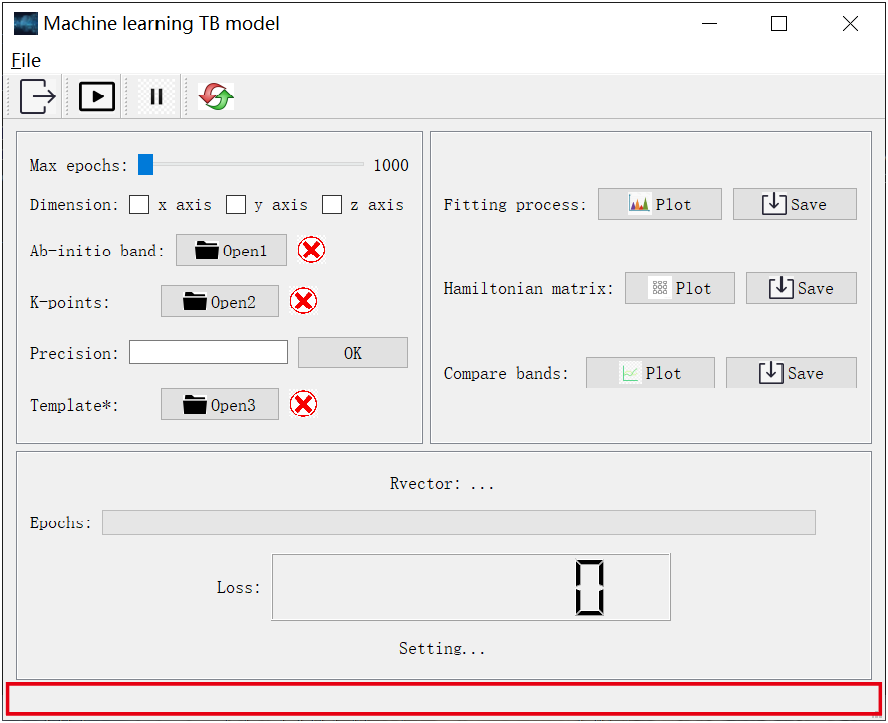 Machine learning TB model
File
Max epochs: 1000
Dimension: x axis y axis z axis
Ab-initio band: Open1
K-points: Open2
Precision: OK
Template*: Open3
Fitting process: Plot Save
Hamiltonian matrix: Plot Save
Compare bands: Plot Save
Rvector: ...
Epochs:
Loss: 0
Setting...